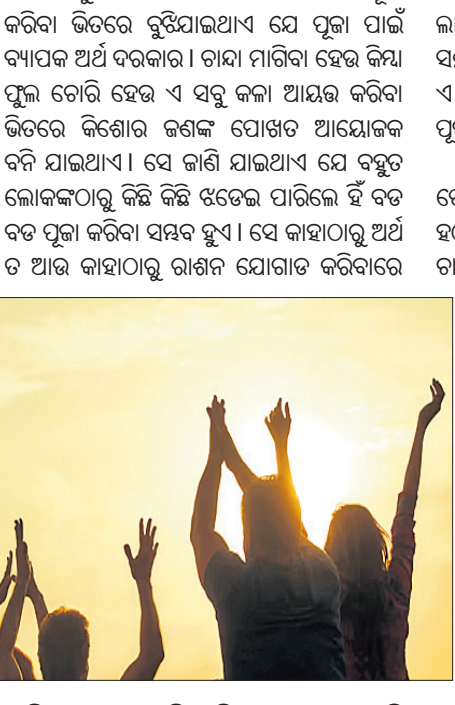 କରିବା ଭିତରେ ବୁଝିଯାଇଥାଏ ଯେ ପୂଜା ପାଇଁ
ବ୍ୟାପକ ଅର୍ଥ ଦରକାର । ଚାନ୍ଦା ମାଗିବା ହେଉ କିମ୍ବା
ଫୁଲ ଚୋରି ହେଉ ଏ ସବୁ କଳା ଆୟଉ କରିବା
ଭିତରେ କିଶୋର ଜଣଙ୍କ ପୋଖତ ଆୟୋଜକ
ବନି ଯାଇଥାଏ । ସେ ଜାଣି ଯାଇଥାଏ ଯେ ବହୁତ
ଲୋକଙ୍କଠାରୁ କିଛି କିଛି ଝଡେଇ ପାରିଲେ ହିଁ ବଡ
ବଡ ପୂଜା କରିବା ସମ୍ଭବ ହୁଏ । ସେ କାହାଠାରୁ ଅର୍ଥ
ତ ଆଉ କାହାଠାରୁ ରାଶନ ଯୋଗାଡ କରିବାରେ